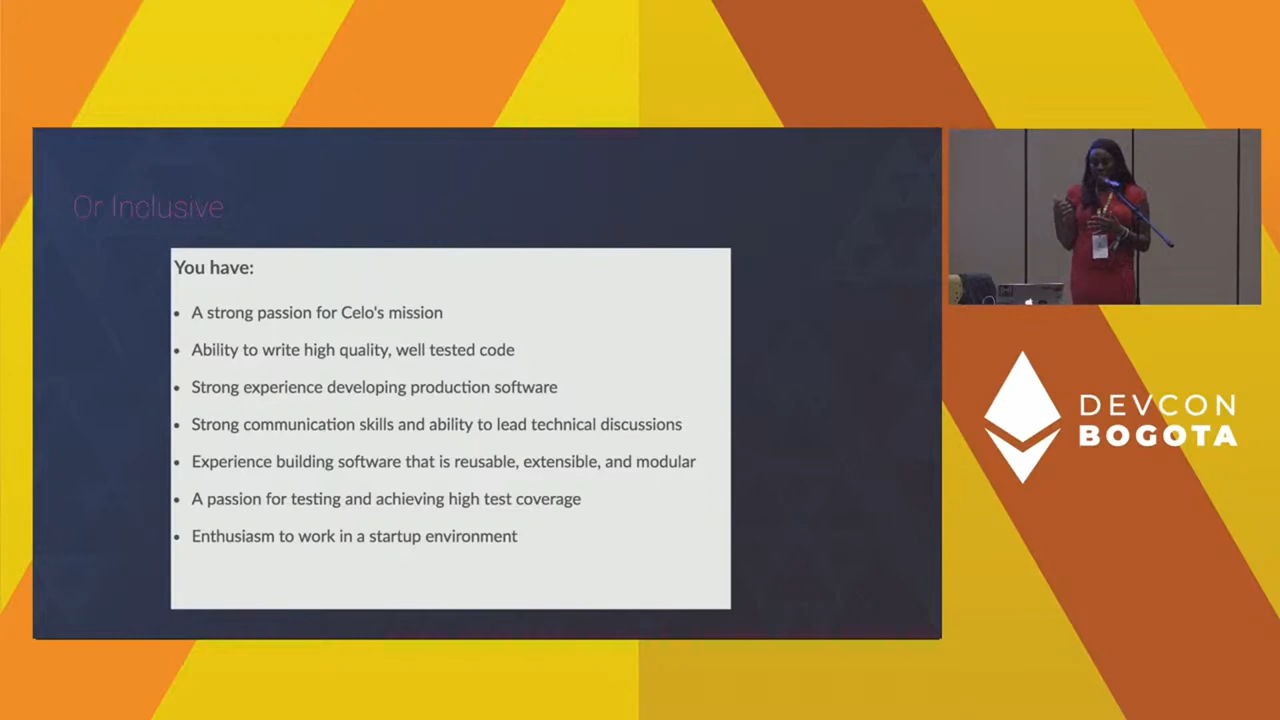 Or Inclusive
You have:
• A strong passion for Celo's mission
• Ability to write high quality, well tested code
• Strong experience developing production software
• Strong communication skills and ability to lead technical discussions
• Experience building software that is reusable, extensible, and modular
• A passion for testing and achieving high test coverage
• Enthusiasm to work in a startup environment
DEVCON
BOGOTA